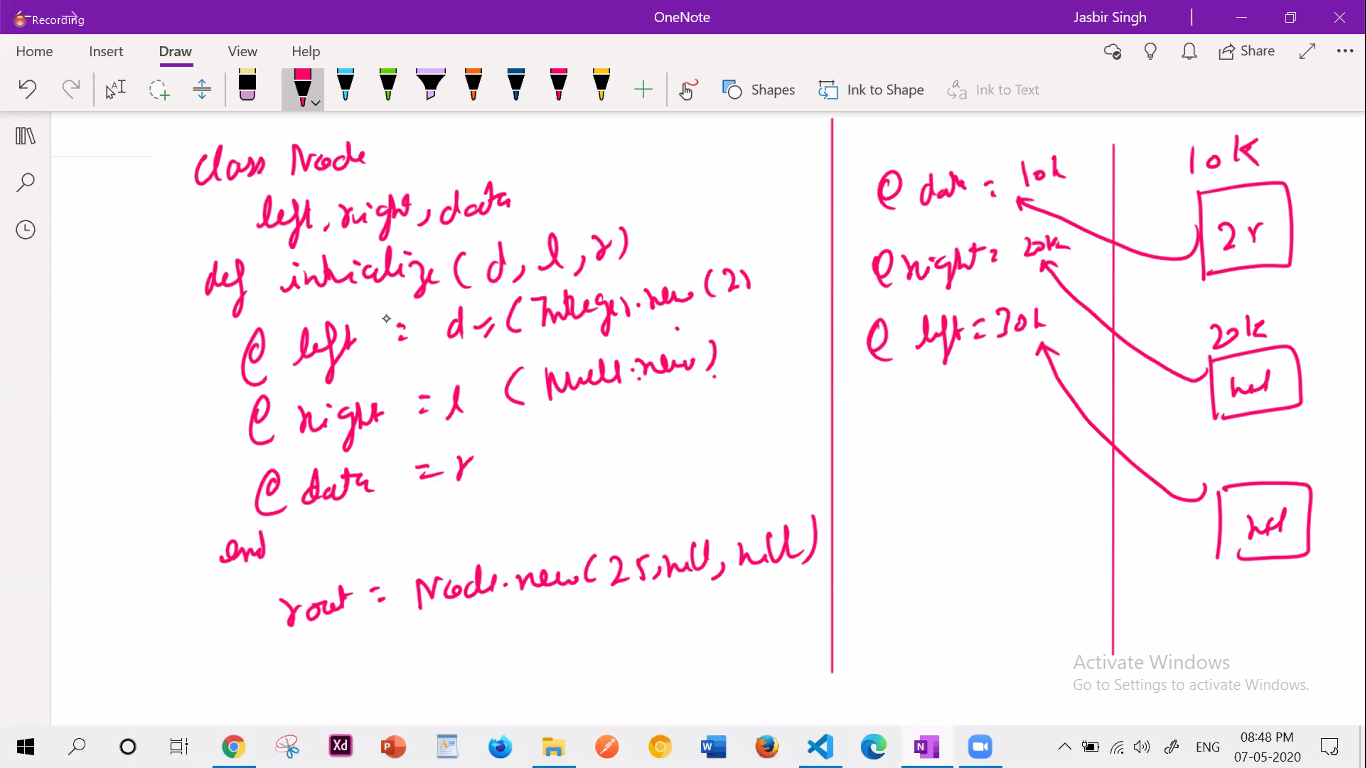 Recording
OneNote
Jasbir Singh
Home Insert Draw View Help
Share
Shapes
Ink to Shape
Ink to Text
class Node
left, right, data
def initialize (d, l, r)
@ left = d (Integer.new (2)
@ right = l (Null.new)
@ data = r
end
root = Node.new (25, null, null)
@ data = 10k
@ right = 20k
@ left = 30k
10K
25
20K
null
null
Activate Windows
Go to Settings to activate Windows.
Xd
ENG
08:48 PM
07-05-2020